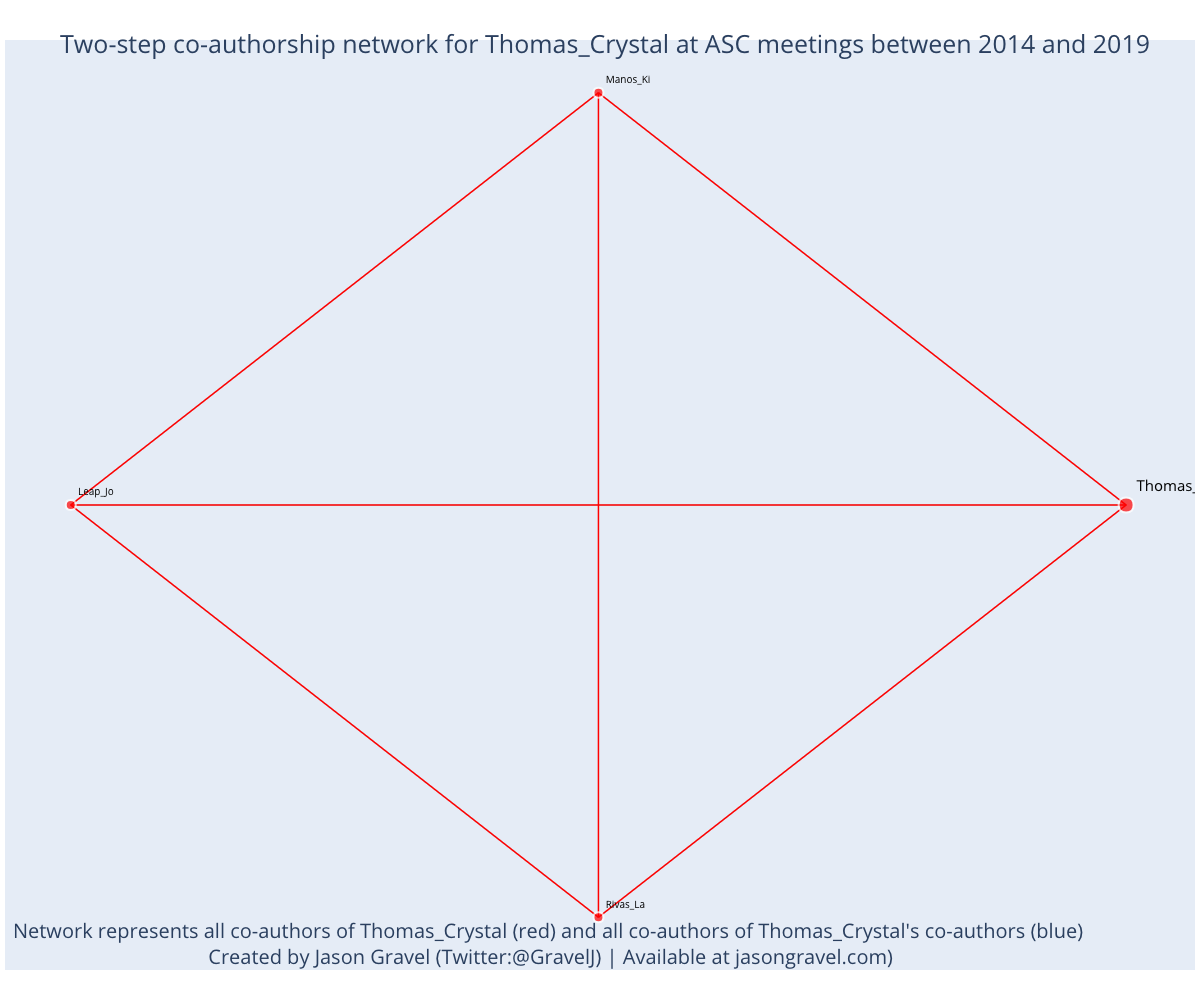 Two-step co-authorship network for Thomas_Crystal at ASC meetings between 2014 and 2019
Manos_Ki
Thomas_
Leap_Jo
Rivas_La
Network represents all co-authors of Thomas_Crystal (red) and all co-authors of Thomas_Crystal's co-authors (blue)
Created by Jason Gravel (Twitter:@GravelJ) | Available at jasongravel.com)